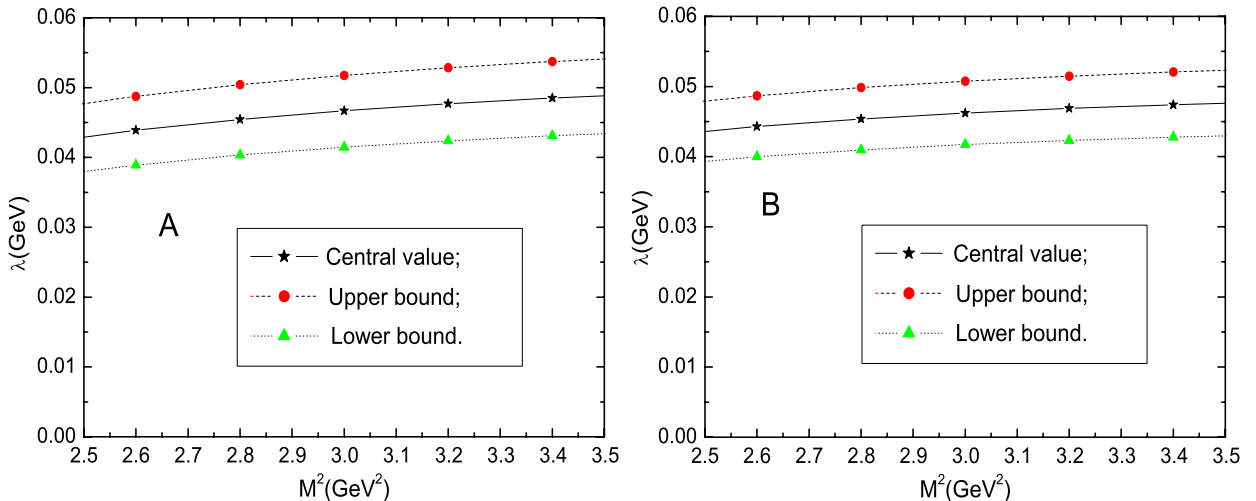 0.06
0.05
0.04
0.03
0.02
0.01
0.00
λ(GeV)
A
Central value;
Upper bound;
Lower bound.
2.5 2.6 2.7 2.8 2.9 3.0 3.1 3.2 3.3 3.4 3.5
M²(GeV²)
0.06
0.05
0.04
0.03
0.02
0.01
0.00
λ(GeV)
B
Central value;
Upper bound;
Lower bound.
2.5 2.6 2.7 2.8 2.9 3.0 3.1 3.2 3.3 3.4 3.5
M²(GeV²)